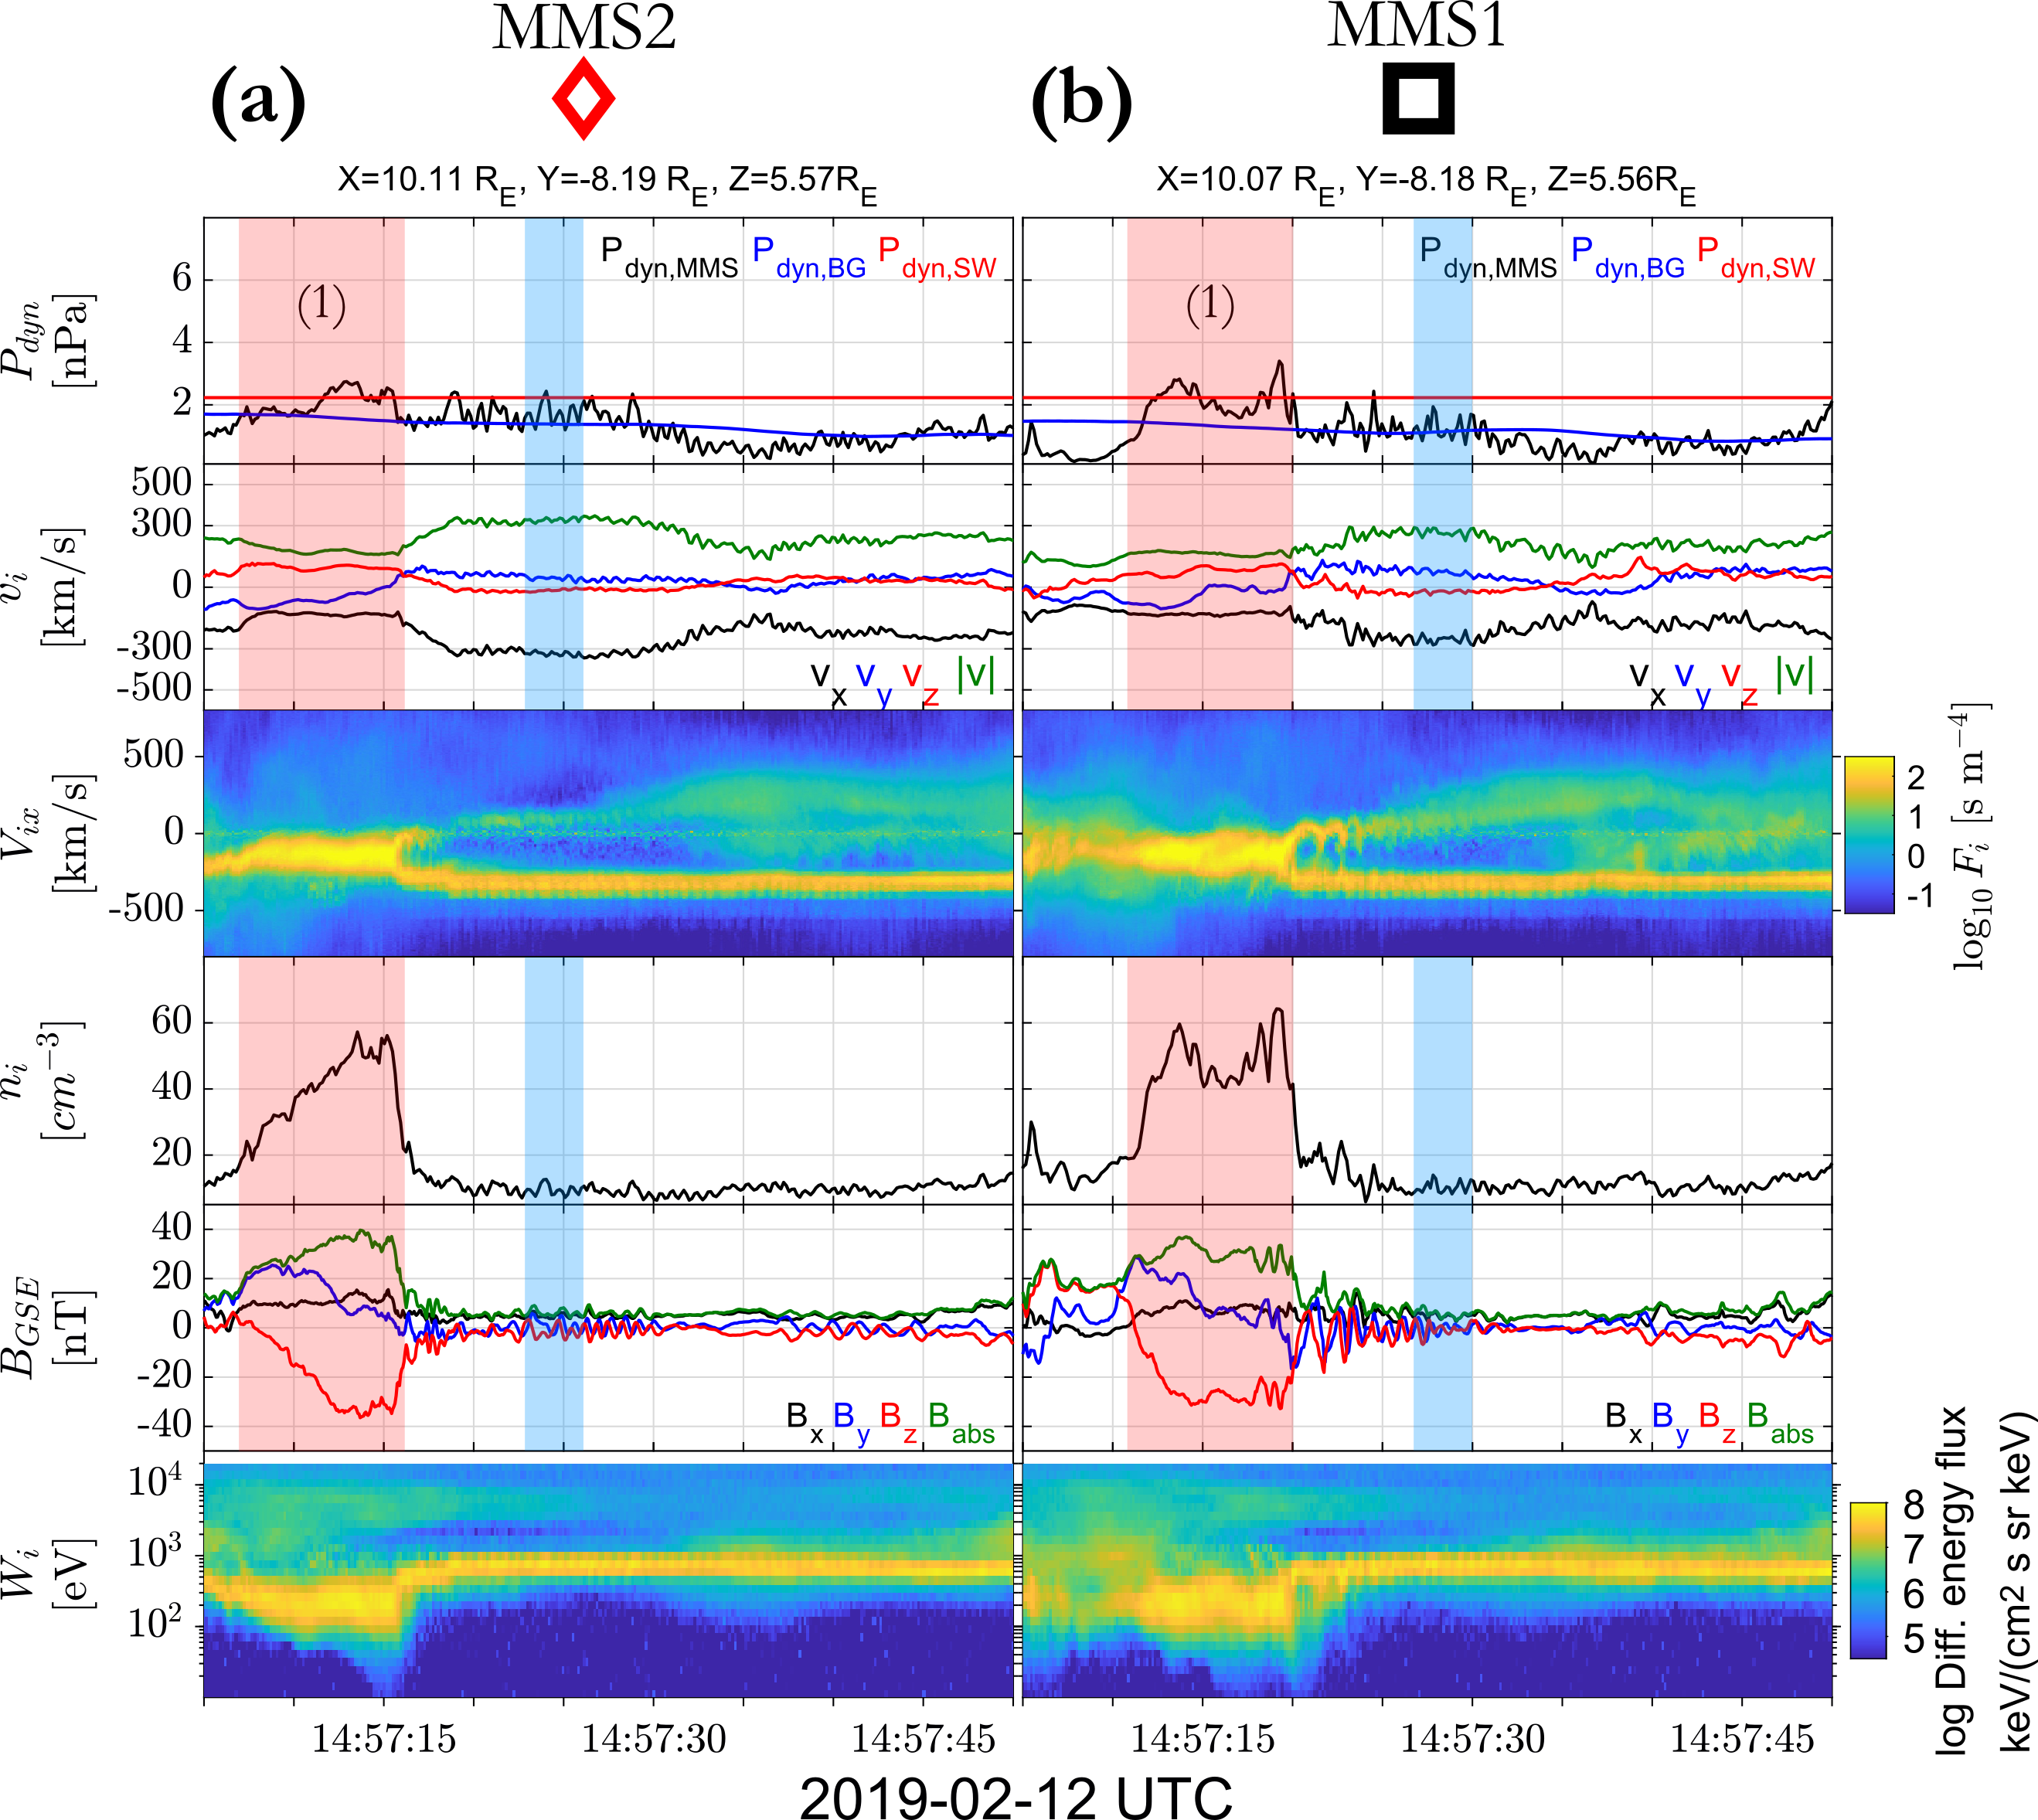 MMS2
MMS1
(a)
(b)
X=10.11 R_E, Y=-8.19 R_E, Z=5.57R_E
X=10.07 R_E, Y=-8.18 R_E, Z=5.56R_E
P_dyn [nPa]
6
4
2
(1)
P_dyn,MMS P_dyn,BG P_dyn,SW
(1)
P_dyn,MMS P_dyn,BG P_dyn,SW
v_i [km/s]
500
300
0
-300
-500
v_x v_y v_z |v|
v_x v_y v_z |v|
V_ix [km/s]
500
0
-500
2
1
0
-1
log_10 F_i [s m^−4]
n_i [cm^−3]
60
40
20
B_GSE [nT]
40
20
0
-20
-40
B_x B_y B_z B_abs
B_x B_y B_z B_abs
W_i [eV]
10^4
10^3
10^2
8
7
6
5
log Diff. energy flux
keV/(cm2 s sr keV)
14:57:15 14:57:30 14:57:45
14:57:15 14:57:30 14:57:45
2019-02-12 UTC